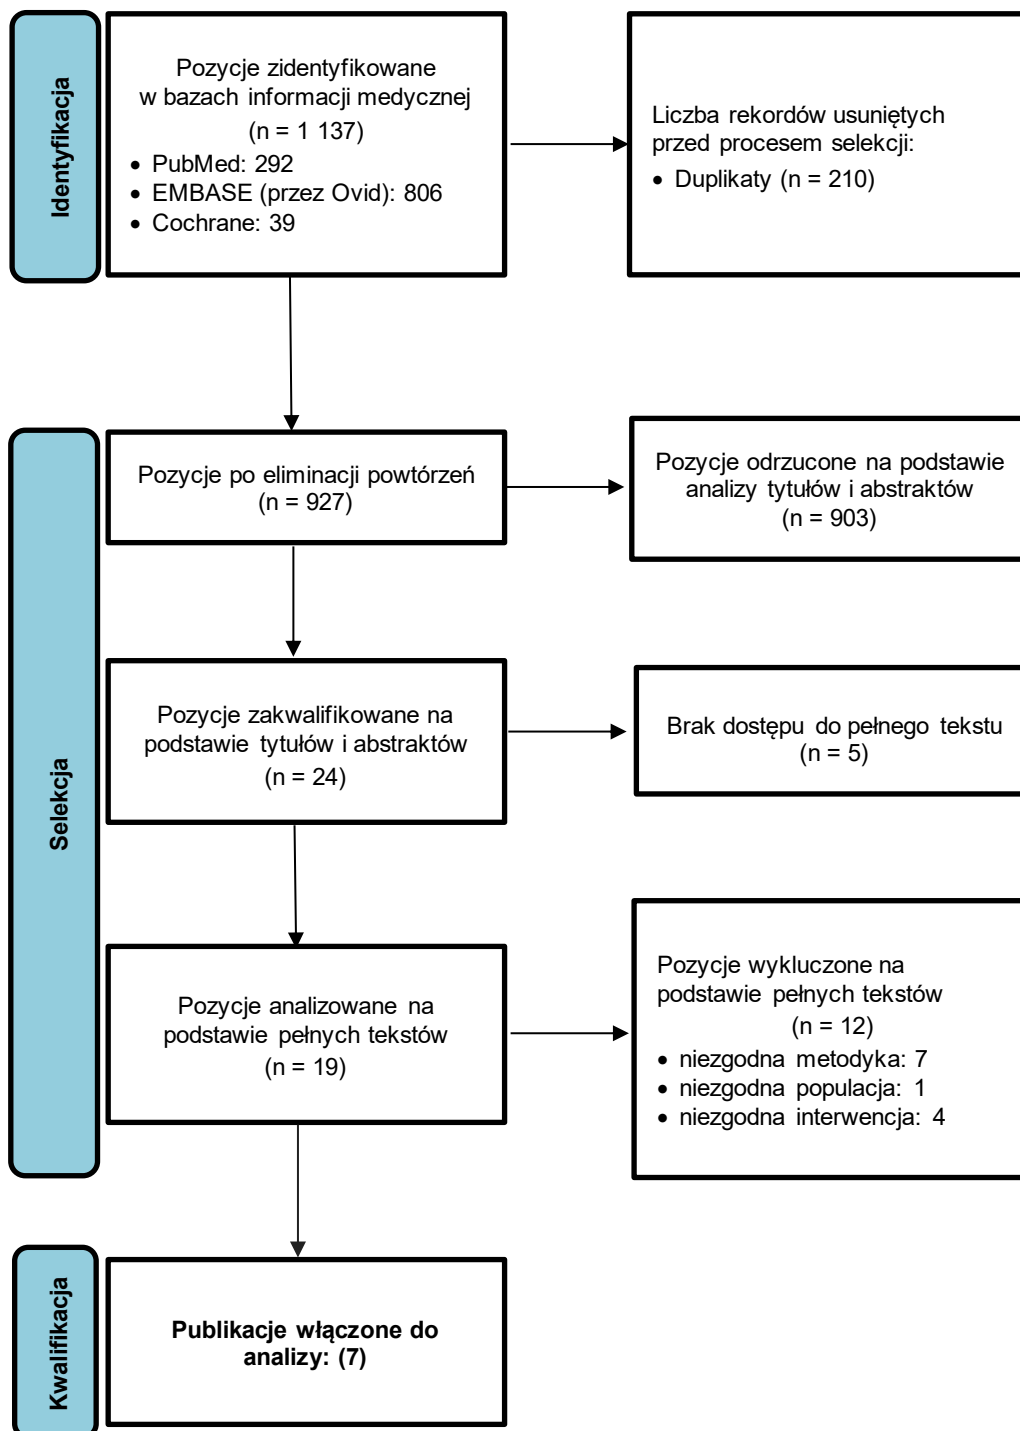 Identyfikacja
Pozycje zidentyfikowane
w bazach informacji medycznej
(n = 1 137)
• PubMed: 292
• EMBASE (przez Ovid): 806
• Cochrane: 39
Liczba rekordów usuniętych
przed procesem selekcji:
• Duplikaty (n = 210)
Selekcja
Pozycje po eliminacji powtórzeń
(n = 927)
Pozycje odrzucone na podstawie
analizy tytułów i abstraktów
(n = 903)
Pozycje zakwalifikowane na
podstawie tytułów i abstraktów
(n = 24)
Brak dostępu do pełnego tekstu
(n = 5)
Pozycje analizowane na
podstawie pełnych tekstów
(n = 19)
Pozycje wykluczone na
podstawie pełnych tekstów
(n = 12)
• niezgodna metodyka: 7
• niezgodna populacja: 1
• niezgodna interwencja: 4
Kwalifikacja
Publikacje włączone do
analizy: (7)